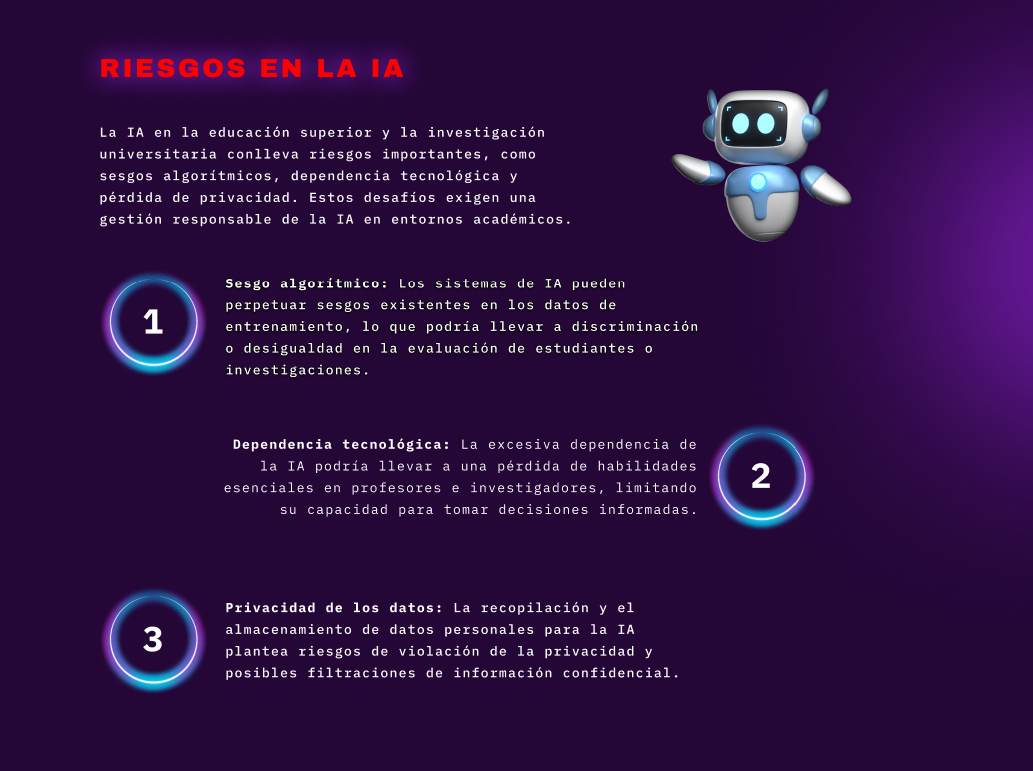 RIESGOS EN LA IA
La IA en la educación superior y la investigación
universitaria conlleva riesgos importantes, como
sesgos algorítmicos, dependencia tecnológica y
pérdida de privacidad. Estos desafíos exigen una
gestión responsable de la IA en entornos académicos.
1
Sesgo algorítmico: Los sistemas de IA pueden
perpetuar sesgos existentes en los datos de
entrenamiento, lo que podría llevar a discriminación
o desigualdad en la evaluación de estudiantes o
investigaciones.
Dependencia tecnológica: La excesiva dependencia de
la IA podría llevar a una pérdida de habilidades
esenciales en profesores e investigadores, limitando
su capacidad para tomar decisiones informadas.
2
3
Privacidad de los datos: La recopilación y el
almacenamiento de datos personales para la IA
plantea riesgos de violación de la privacidad y
posibles filtraciones de información confidencial.